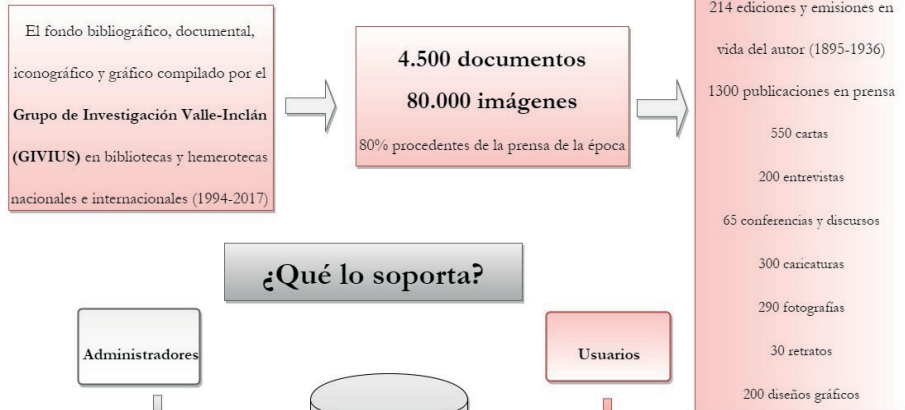 El fondo bibliográfico, documental,
iconográfico y gráfico compilado por el
Grupo de Investigación Valle-Inclán
(GIVIUS) en bibliotecas y hemerotecas
nacionales e internacionales (1994-2017)
4.500 documentos
80.000 imágenes
80% procedentes de la prensa de la época
214 ediciones y emisiones en
vida del autor (1895-1936)
1300 publicaciones en prensa
550 cartas
200 entrevistas
65 conferencias y discursos
300 caricaturas
290 fotografías
30 retratos
200 diseños gráficos
¿Qué lo soporta?
Administradores
Usuarios